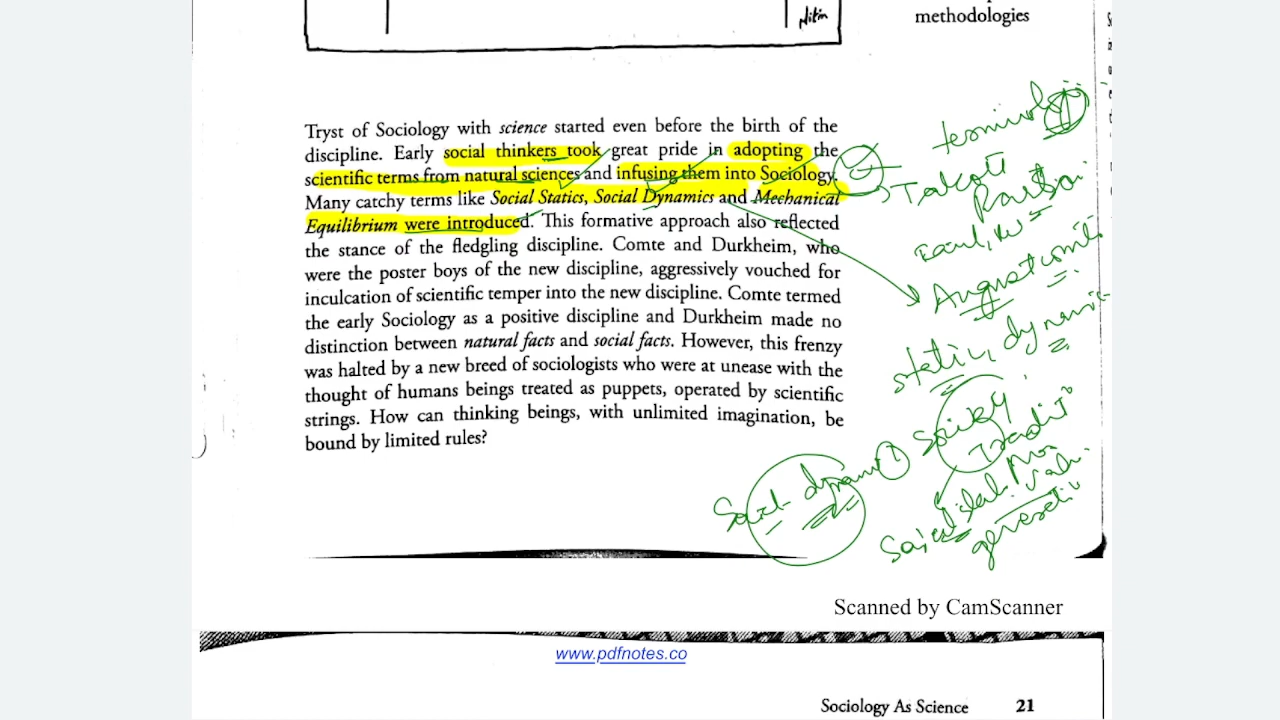 Nitin
methodologies
Tryst of Sociology with science started even before the birth of the
discipline. Early social thinkers took great pride in adopting the
scientific terms from natural sciences and infusing them into Sociology.
Many catchy terms like Social Statics, Social Dynamics and Mechanical
Equilibrium were introduced. This formative approach also reflected
the stance of the fledgling discipline. Comte and Durkheim, who
were the poster boys of the new discipline, aggressively vouched for
inculcation of scientific temper into the new discipline. Comte termed
the early Sociology as a positive discipline and Durkheim made no
distinction between natural facts and social facts. However, this frenzy
was halted by a new breed of sociologists who were at unease with the
thought of humans beings treated as puppets, operated by scientific
strings. How can thinking beings, with unlimited imagination, be
bound by limited rules?
Talcott
August comte
static, dynamic
Social dynami
Scanned by CamScanner
www.pdfnotes.co
Sociology As Science 21